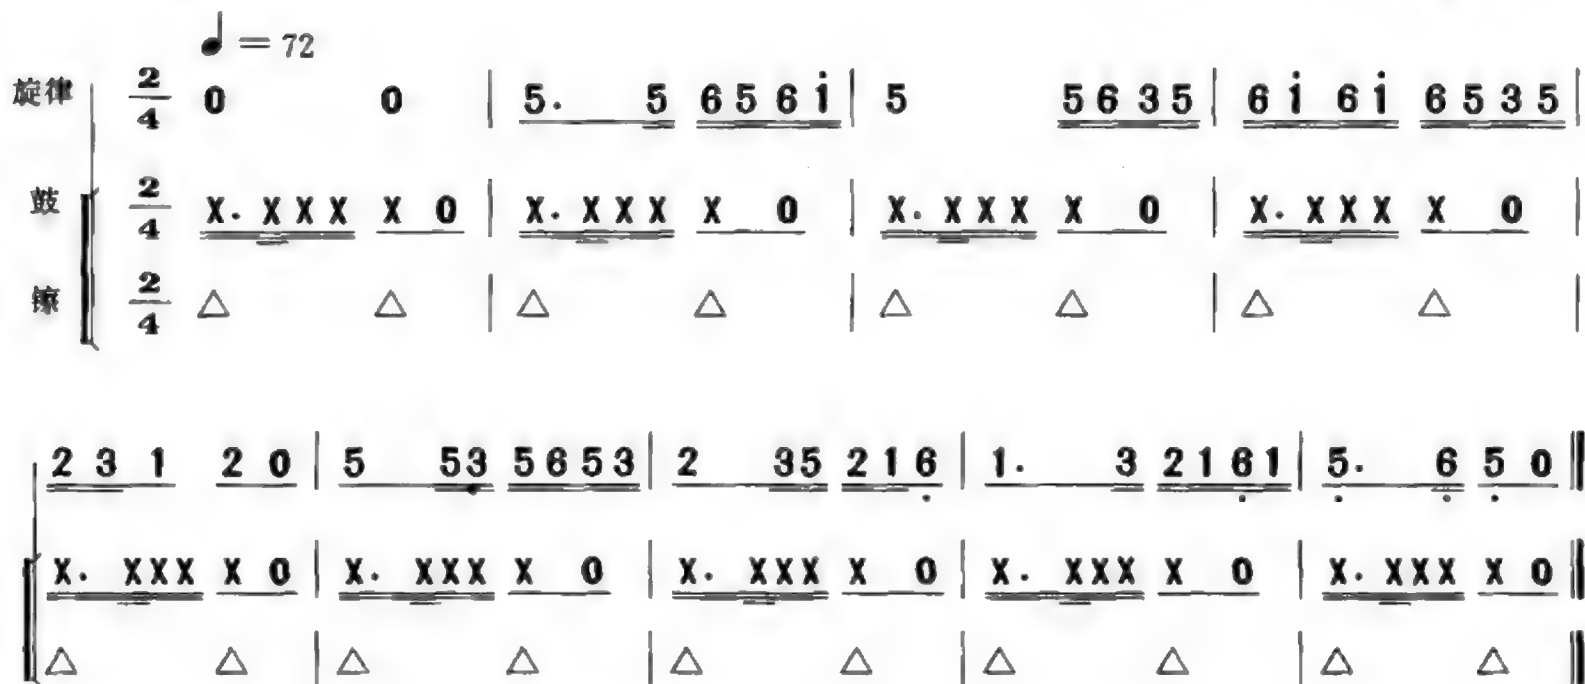 ♩ = 72
旋律 2/4 0 0 | 5. 5 6 5 6 i̇ | 5 5 6 3 5 | 6 i̇ 6 i̇ 6 5 3 5 |
鼓 2/4 X. X X X X 0 | X. X X X X 0 | X. X X X X 0 | X. X X X X 0 |
镲 2/4 △ △ | △ △ | △ △ | △ △ |
2 3 1 2 0 | 5 5 3 5 6 5 3 | 2 3 5 2 1 6̣ | 1. 3 2 1 6̣ 1 | 5̣. 6̣ 5̣ 0 ‖
X. X X X X 0 | X. X X X X 0 | X. X X X X 0 | X. X X X X 0 | X. X X X X 0 ‖
△ △ | △ △ | △ △ | △ △ | △ △ ‖